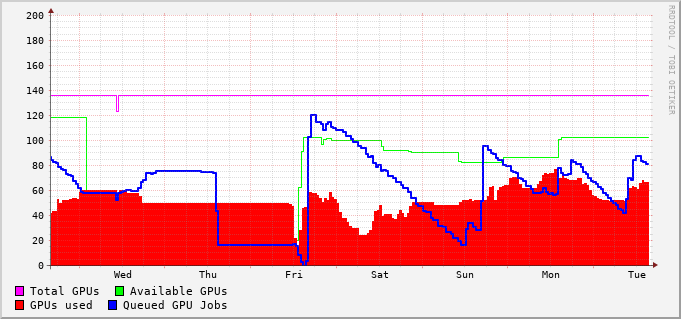 200
180
160
140
120
100
80
60
40
20
0
Wed Thu Fri Sat Sun Mon Tue
Total GPUs Available GPUs
GPUs used Queued GPU Jobs
RRDTOOL / TOBI OETIKER